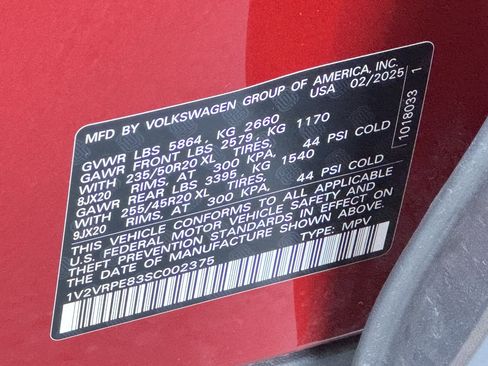 MFD BY VOLKSWAGEN GROUP OF AMERICA, INC.
USA 02/2025
GVWR LBS 5864, KG 2660
GAWR FRONT LBS 2579, KG 1170
WITH 235/50R20 XL TIRES,
8JX20 RIMS, AT 300 KPA, 44 PSI COLD
GAWR REAR LBS 3395, KG 1540
WITH 255/45R20 XL TIRES,
9JX20 RIMS, AT 300 KPA, 44 PSI COLD
THIS VEHICLE CONFORMS TO ALL APPLICABLE
U.S. FEDERAL MOTOR VEHICLE SAFETY AND
THEFT PREVENTION STANDARDS IN EFFECT ON
THE DATE OF MANUFACTURE SHOWN ABOVE.
1V2VRPE83SC002375 TYPE: MPV
1018033 1